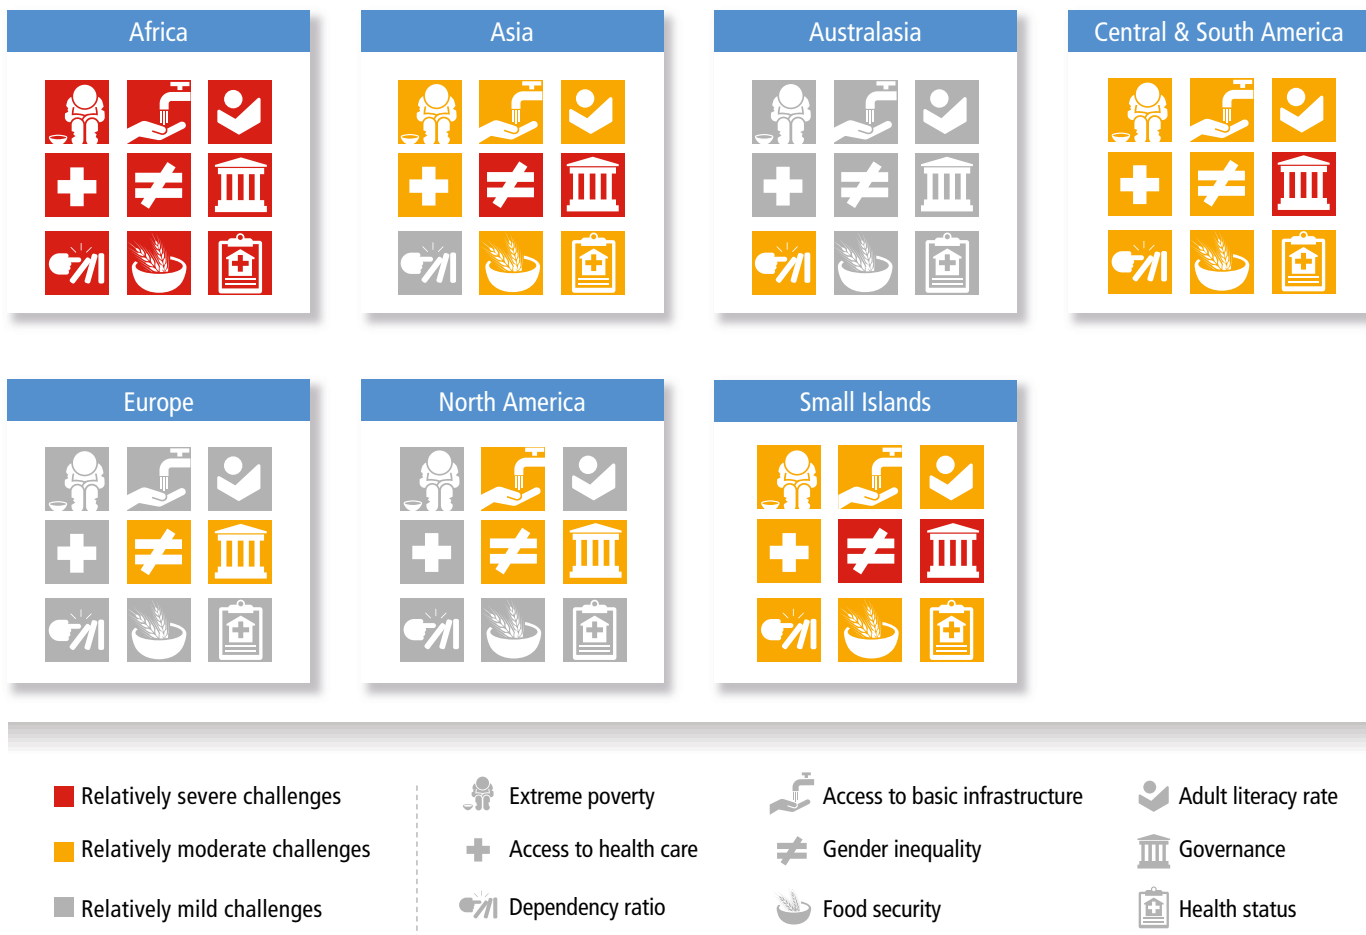 Africa
Asia
Australasia
Central & South America
Europe
North America
Small Islands
Relatively severe challenges
Extreme poverty
Access to basic infrastructure
Adult literacy rate
Relatively moderate challenges
Access to health care
Gender inequality
Governance
Relatively mild challenges
Dependency ratio
Food security
Health status